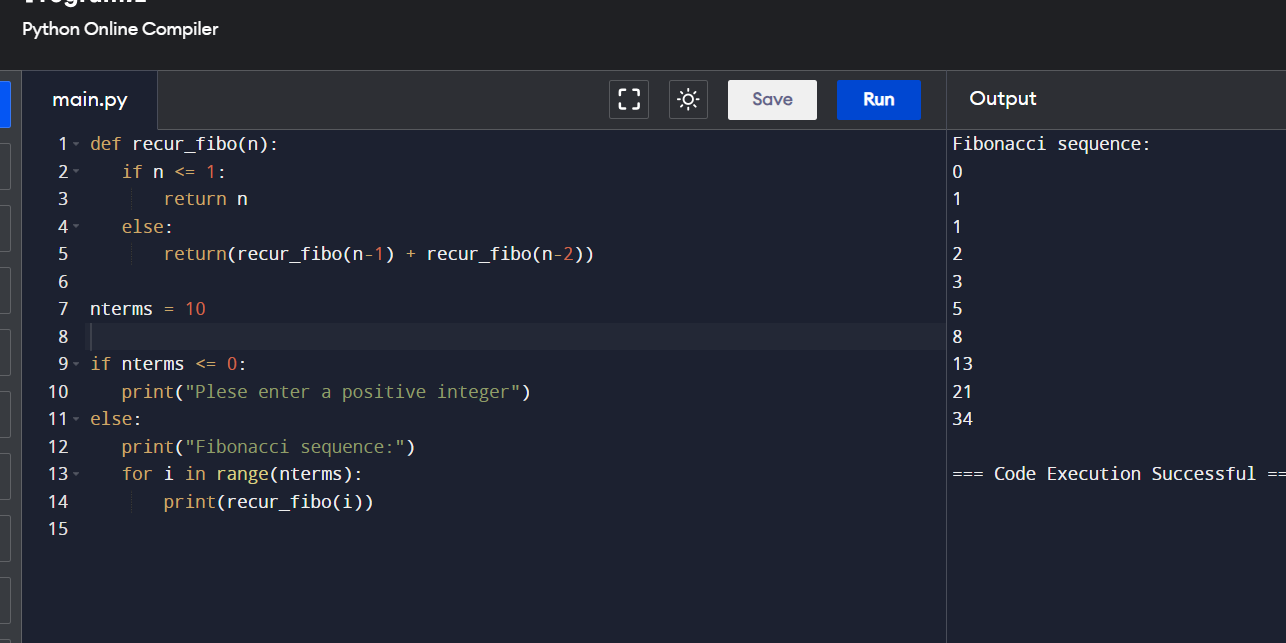 Python Online Compiler
main.py
Save
Run
Output
1 def recur_fibo(n):
2 if n <= 1:
3 return n
4 else:
5 return(recur_fibo(n-1) + recur_fibo(n-2))
6
7 nterms = 10
8
9 if nterms <= 0:
10 print("Plese enter a positive integer")
11 else:
12 print("Fibonacci sequence:")
13 for i in range(nterms):
14 print(recur_fibo(i))
15
Fibonacci sequence:
0
1
1
2
3
5
8
13
21
34
=== Code Execution Successful ==